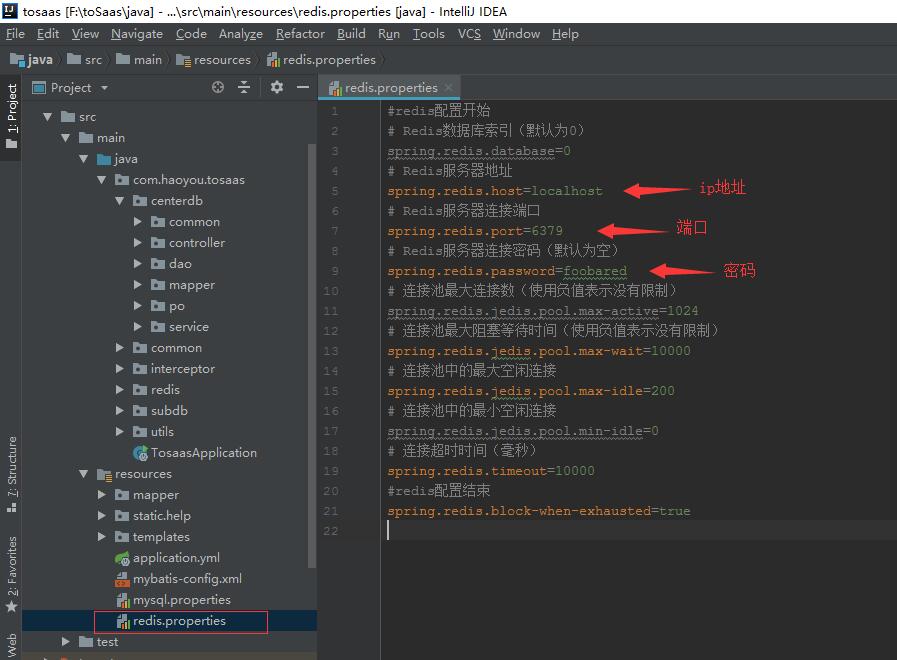 tosaas [F:\toSaas\java] - ...\src\main\resources\redis.properties [java] - IntelliJ IDEA
File Edit View Navigate Code Analyze Refactor Build Run Tools VCS Window Help
java src main resources redis.properties
1: Project
Project
src
main
java
com.haoyou.tosaas
centerdb
common
controller
dao
mapper
po
service
common
interceptor
redis
subdb
utils
TosaasApplication
resources
mapper
static.help
templates
application.yml
mybatis-config.xml
mysql.properties
redis.properties
test
7: Structure
2: Favorites
Web
redis.properties
1 #redis配置开始
2 # Redis数据库索引（默认为0）
3 spring.redis.database=0
4 # Redis服务器地址
5 spring.redis.host=localhost ip地址
6 # Redis服务器连接端口
7 spring.redis.port=6379 端口
8 # Redis服务器连接密码（默认为空）
9 spring.redis.password=foobared 密码
10 # 连接池最大连接数（使用负值表示没有限制）
11 spring.redis.jedis.pool.max-active=1024
12 # 连接池最大阻塞等待时间（使用负值表示没有限制）
13 spring.redis.jedis.pool.max-wait=10000
14 # 连接池中的最大空闲连接
15 spring.redis.jedis.pool.max-idle=200
16 # 连接池中的最小空闲连接
17 spring.redis.jedis.pool.min-idle=0
18 # 连接超时时间（毫秒）
19 spring.redis.timeout=10000
20 #redis配置结束
21 spring.redis.block-when-exhausted=true
22